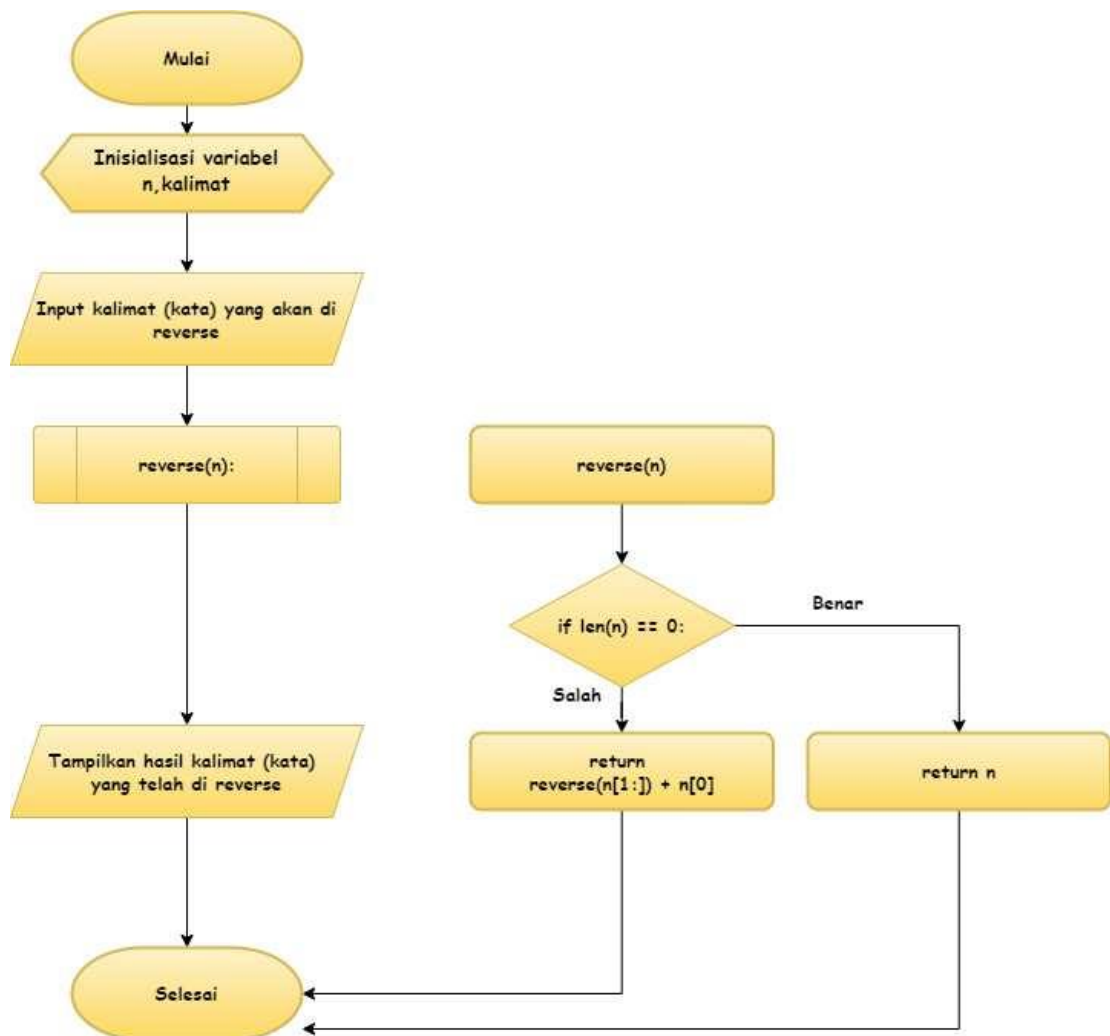 Mulai
Inisialisasi variabel
n,kalimat
Input kalimat (kata) yang akan di
reverse
reverse(n):
Tampilkan hasil kalimat (kata)
yang telah di reverse
Selesai
reverse(n)
if len(n) == 0:
Benar
Salah
return
reverse(n[1:]) + n[0]
return n